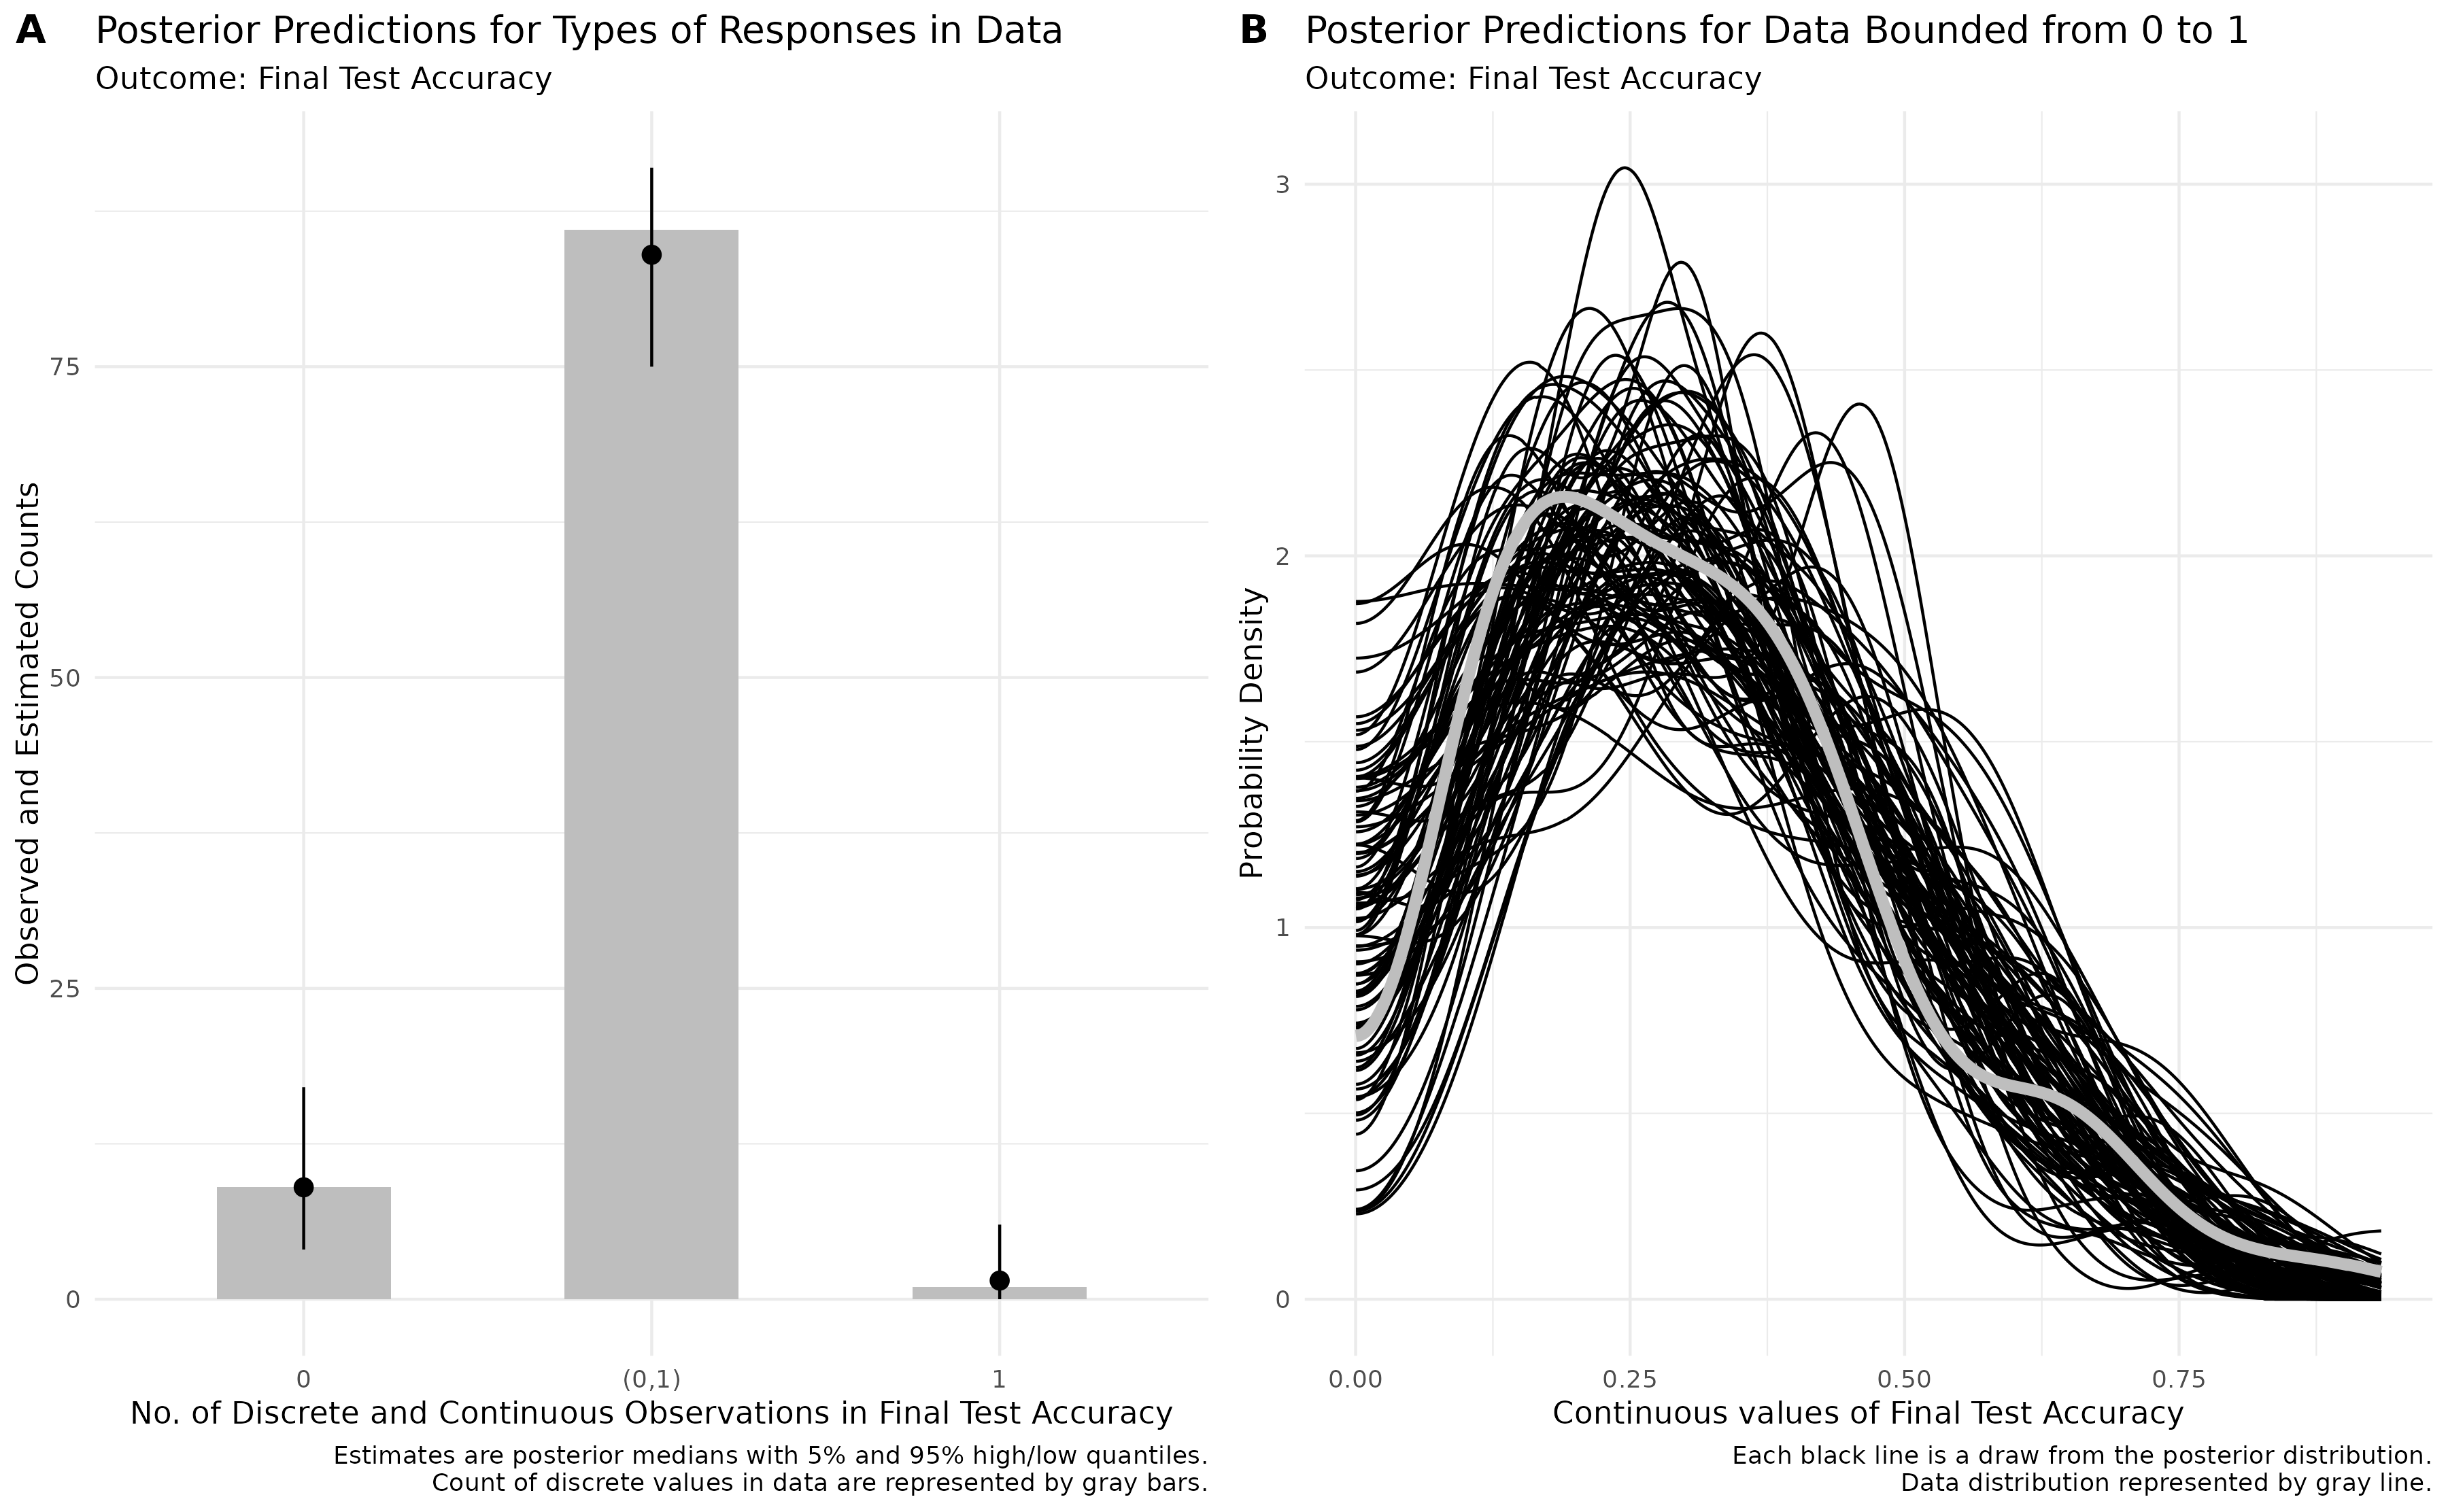 A
Posterior Predictions for Types of Responses in Data
Outcome: Final Test Accuracy
Observed and Estimated Counts
75
50
25
0
0
(0,1)
1
No. of Discrete and Continuous Observations in Final Test Accuracy
Estimates are posterior medians with 5% and 95% high/low quantiles.
Count of discrete values in data are represented by gray bars.
B
Posterior Predictions for Data Bounded from 0 to 1
Outcome: Final Test Accuracy
Probability Density
3
2
1
0
0.00
0.25
0.50
0.75
Continuous values of Final Test Accuracy
Each black line is a draw from the posterior distribution.
Data distribution represented by gray line.